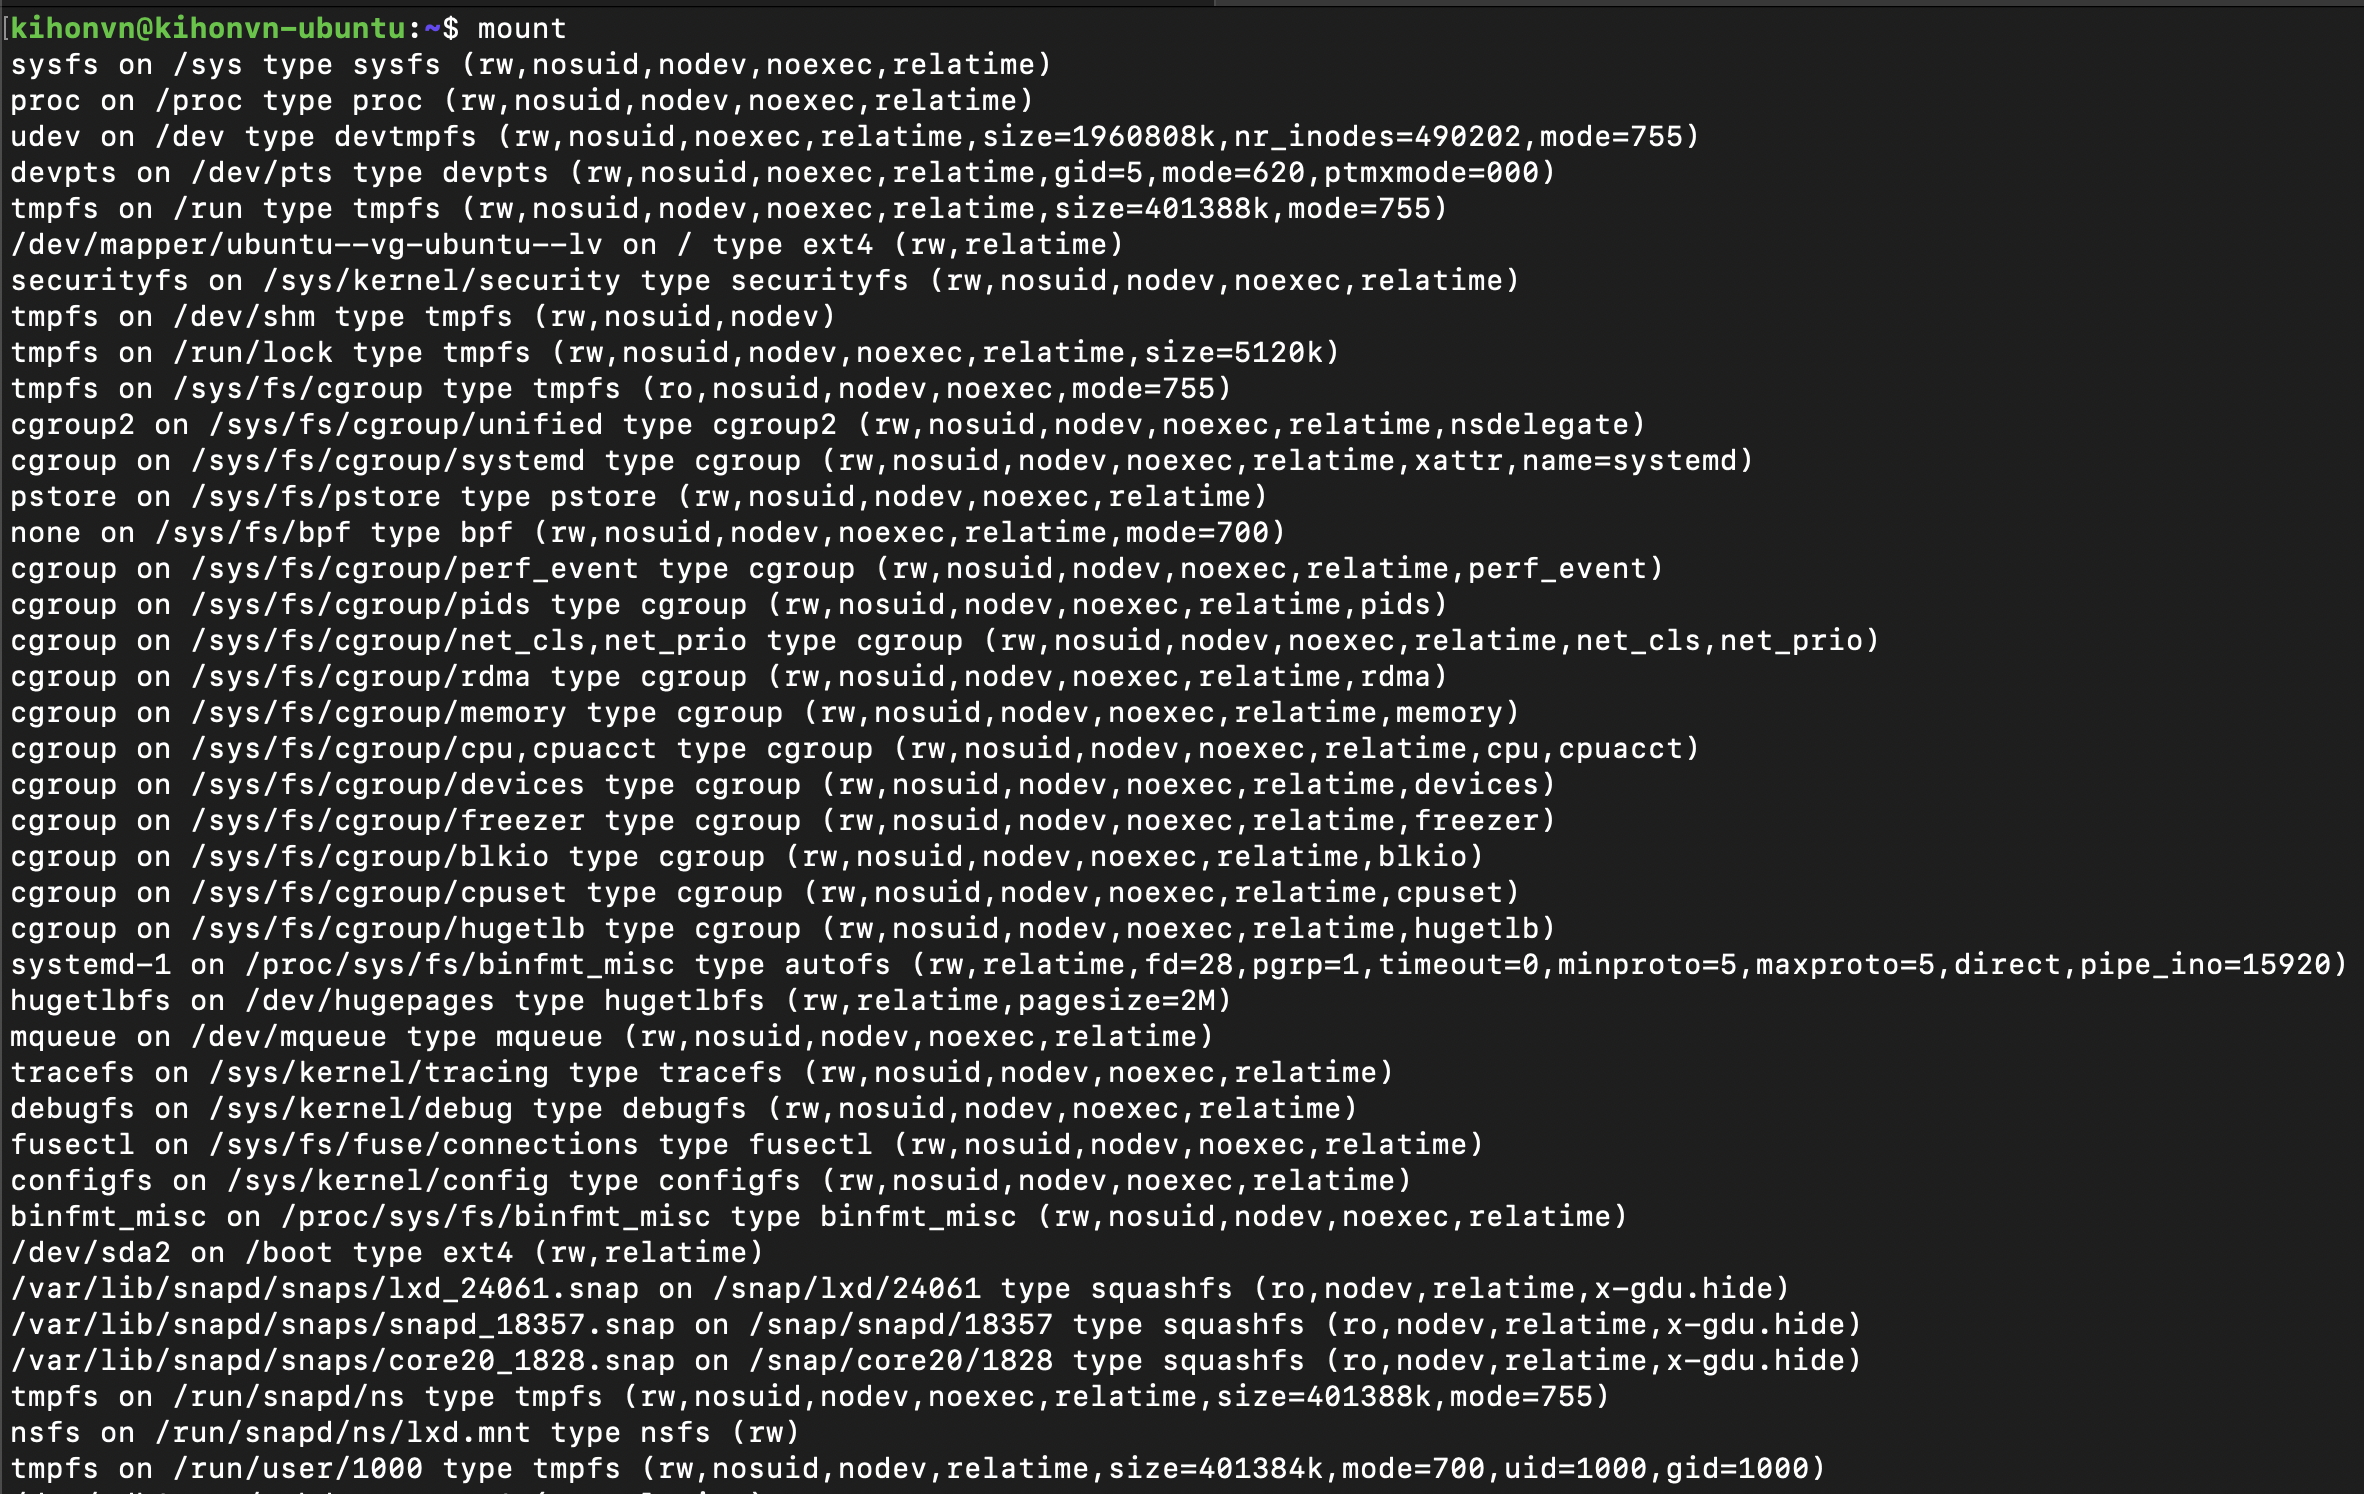 [kihonvn@kihonvn-ubuntu:~$ mount
sysfs on /sys type sysfs (rw,nosuid,nodev,noexec,relatime)
proc on /proc type proc (rw,nosuid,nodev,noexec,relatime)
udev on /dev type devtmpfs (rw,nosuid,noexec,relatime,size=1960808k,nr_inodes=490202,mode=755)
devpts on /dev/pts type devpts (rw,nosuid,noexec,relatime,gid=5,mode=620,ptmxmode=000)
tmpfs on /run type tmpfs (rw,nosuid,nodev,noexec,relatime,size=401388k,mode=755)
/dev/mapper/ubuntu--vg-ubuntu--lv on / type ext4 (rw,relatime)
securityfs on /sys/kernel/security type securityfs (rw,nosuid,nodev,noexec,relatime)
tmpfs on /dev/shm type tmpfs (rw,nosuid,nodev)
tmpfs on /run/lock type tmpfs (rw,nosuid,nodev,noexec,relatime,size=5120k)
tmpfs on /sys/fs/cgroup type tmpfs (ro,nosuid,nodev,noexec,mode=755)
cgroup2 on /sys/fs/cgroup/unified type cgroup2 (rw,nosuid,nodev,noexec,relatime,nsdelegate)
cgroup on /sys/fs/cgroup/systemd type cgroup (rw,nosuid,nodev,noexec,relatime,xattr,name=systemd)
pstore on /sys/fs/pstore type pstore (rw,nosuid,nodev,noexec,relatime)
none on /sys/fs/bpf type bpf (rw,nosuid,nodev,noexec,relatime,mode=700)
cgroup on /sys/fs/cgroup/perf_event type cgroup (rw,nosuid,nodev,noexec,relatime,perf_event)
cgroup on /sys/fs/cgroup/pids type cgroup (rw,nosuid,nodev,noexec,relatime,pids)
cgroup on /sys/fs/cgroup/net_cls,net_prio type cgroup (rw,nosuid,nodev,noexec,relatime,net_cls,net_prio)
cgroup on /sys/fs/cgroup/rdma type cgroup (rw,nosuid,nodev,noexec,relatime,rdma)
cgroup on /sys/fs/cgroup/memory type cgroup (rw,nosuid,nodev,noexec,relatime,memory)
cgroup on /sys/fs/cgroup/cpu,cpuacct type cgroup (rw,nosuid,nodev,noexec,relatime,cpu,cpuacct)
cgroup on /sys/fs/cgroup/devices type cgroup (rw,nosuid,nodev,noexec,relatime,devices)
cgroup on /sys/fs/cgroup/freezer type cgroup (rw,nosuid,nodev,noexec,relatime,freezer)
cgroup on /sys/fs/cgroup/blkio type cgroup (rw,nosuid,nodev,noexec,relatime,blkio)
cgroup on /sys/fs/cgroup/cpuset type cgroup (rw,nosuid,nodev,noexec,relatime,cpuset)
cgroup on /sys/fs/cgroup/hugetlb type cgroup (rw,nosuid,nodev,noexec,relatime,hugetlb)
systemd-1 on /proc/sys/fs/binfmt_misc type autofs (rw,relatime,fd=28,pgrp=1,timeout=0,minproto=5,maxproto=5,direct,pipe_ino=15920)
hugetlbfs on /dev/hugepages type hugetlbfs (rw,relatime,pagesize=2M)
mqueue on /dev/mqueue type mqueue (rw,nosuid,nodev,noexec,relatime)
tracefs on /sys/kernel/tracing type tracefs (rw,nosuid,nodev,noexec,relatime)
debugfs on /sys/kernel/debug type debugfs (rw,nosuid,nodev,noexec,relatime)
fusectl on /sys/fs/fuse/connections type fusectl (rw,nosuid,nodev,noexec,relatime)
configfs on /sys/kernel/config type configfs (rw,nosuid,nodev,noexec,relatime)
binfmt_misc on /proc/sys/fs/binfmt_misc type binfmt_misc (rw,nosuid,nodev,noexec,relatime)
/dev/sda2 on /boot type ext4 (rw,relatime)
/var/lib/snapd/snaps/lxd_24061.snap on /snap/lxd/24061 type squashfs (ro,nodev,relatime,x-gdu.hide)
/var/lib/snapd/snaps/snapd_18357.snap on /snap/snapd/18357 type squashfs (ro,nodev,relatime,x-gdu.hide)
/var/lib/snapd/snaps/core20_1828.snap on /snap/core20/1828 type squashfs (ro,nodev,relatime,x-gdu.hide)
tmpfs on /run/snapd/ns type tmpfs (rw,nosuid,nodev,noexec,relatime,size=401388k,mode=755)
nsfs on /run/snapd/ns/lxd.mnt type nsfs (rw)
tmpfs on /run/user/1000 type tmpfs (rw,nosuid,nodev,relatime,size=401384k,mode=700,uid=1000,gid=1000)